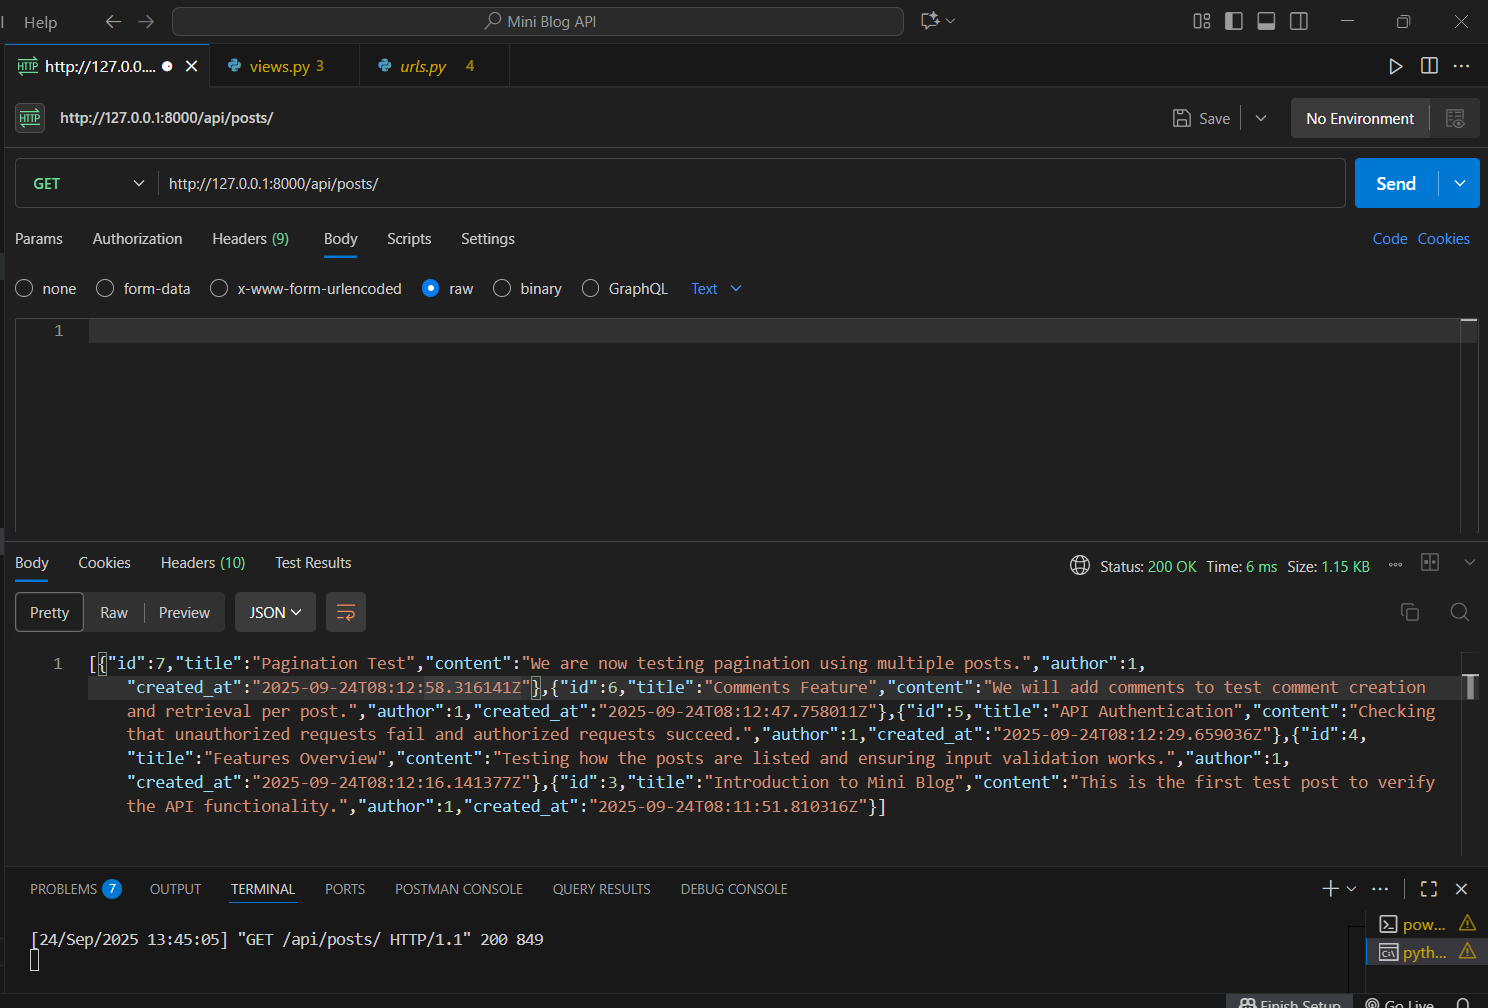 Help
Mini Blog API
HTTP http://127.0.0....
views.py 3
urls.py 4
HTTP http://127.0.0.1:8000/api/posts/
Save
No Environment
GET http://127.0.0.1:8000/api/posts/
Send
Params Authorization Headers (9) Body Scripts Settings
Code Cookies
none form-data x-www-form-urlencoded raw binary GraphQL Text
1
Body Cookies Headers (10) Test Results
Status: 200 OK Time: 6 ms Size: 1.15 KB
Pretty Raw Preview JSON
1 [{"id":7,"title":"Pagination Test","content":"We are now testing pagination using multiple posts.","author":1,
"created_at":"2025-09-24T08:12:58.316141Z"},{"id":6,"title":"Comments Feature","content":"We will add comments to test comment creation
and retrieval per post.","author":1,"created_at":"2025-09-24T08:12:47.758011Z"},{"id":5,"title":"API Authentication","content":"Checking
that unauthorized requests fail and authorized requests succeed.","author":1,"created_at":"2025-09-24T08:12:29.659036Z"},{"id":4,
"title":"Features Overview","content":"Testing how the posts are listed and ensuring input validation works.","author":1,
"created_at":"2025-09-24T08:12:16.141377Z"},{"id":3,"title":"Introduction to Mini Blog","content":"This is the first test post to verify
the API functionality.","author":1,"created_at":"2025-09-24T08:11:51.810316Z"}]
PROBLEMS 7 OUTPUT TERMINAL PORTS POSTMAN CONSOLE QUERY RESULTS DEBUG CONSOLE
[24/Sep/2025 13:45:05] "GET /api/posts/ HTTP/1.1" 200 849
pow...
pyth...
Finish Setup Go Live